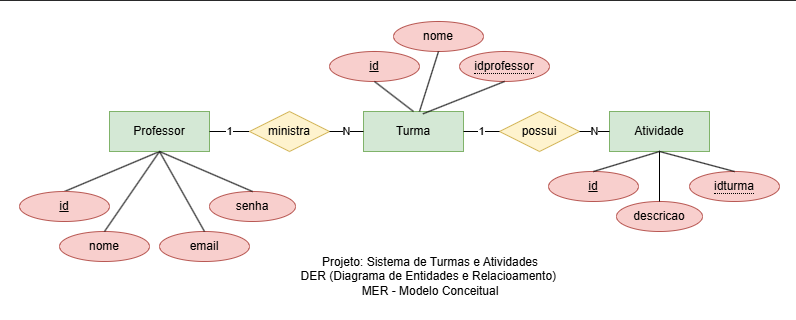 nome
id
idprofessor
Professor
1
ministra
N
Turma
1
possui
N
Atividade
id
senha
nome
email
id
idturma
descricao
Projeto: Sistema de Turmas e Atividades
DER (Diagrama de Entidades e Relacioamento)
MER - Modelo Conceitual